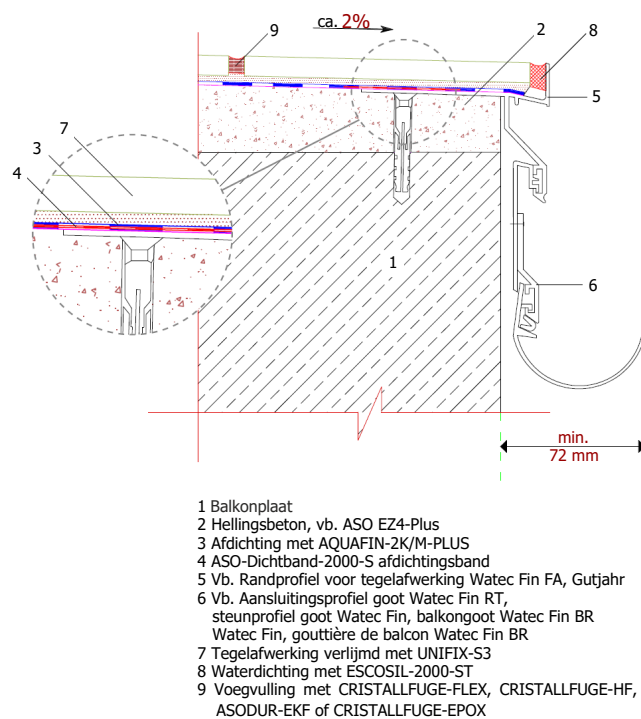 ca. 2%
9
2
8
7
5
3
4
1
6
min.
72 mm
1 Balkonplaat
2 Hellingsbeton, vb. ASO EZ4-Plus
3 Afdichting met AQUAFIN-2K/M-PLUS
4 ASO-Dichtband-2000-S afdichtingsband
5 Vb. Randprofiel voor tegelafwerking Watec Fin FA, Gutjahr
6 Vb. Aansluitingsprofiel goot Watec Fin RT,
steunprofiel goot Watec Fin, balkongoot Watec Fin BR
Watec Fin, gouttière de balcon Watec Fin BR
7 Tegelafwerking verlijmd met UNIFIX-S3
8 Waterdichting met ESCOSIL-2000-ST
9 Voegvulling met CRISTALLFUGE-FLEX, CRISTALLFUGE-HF,
ASODUR-EKF of CRISTALLFUGE-EPOX